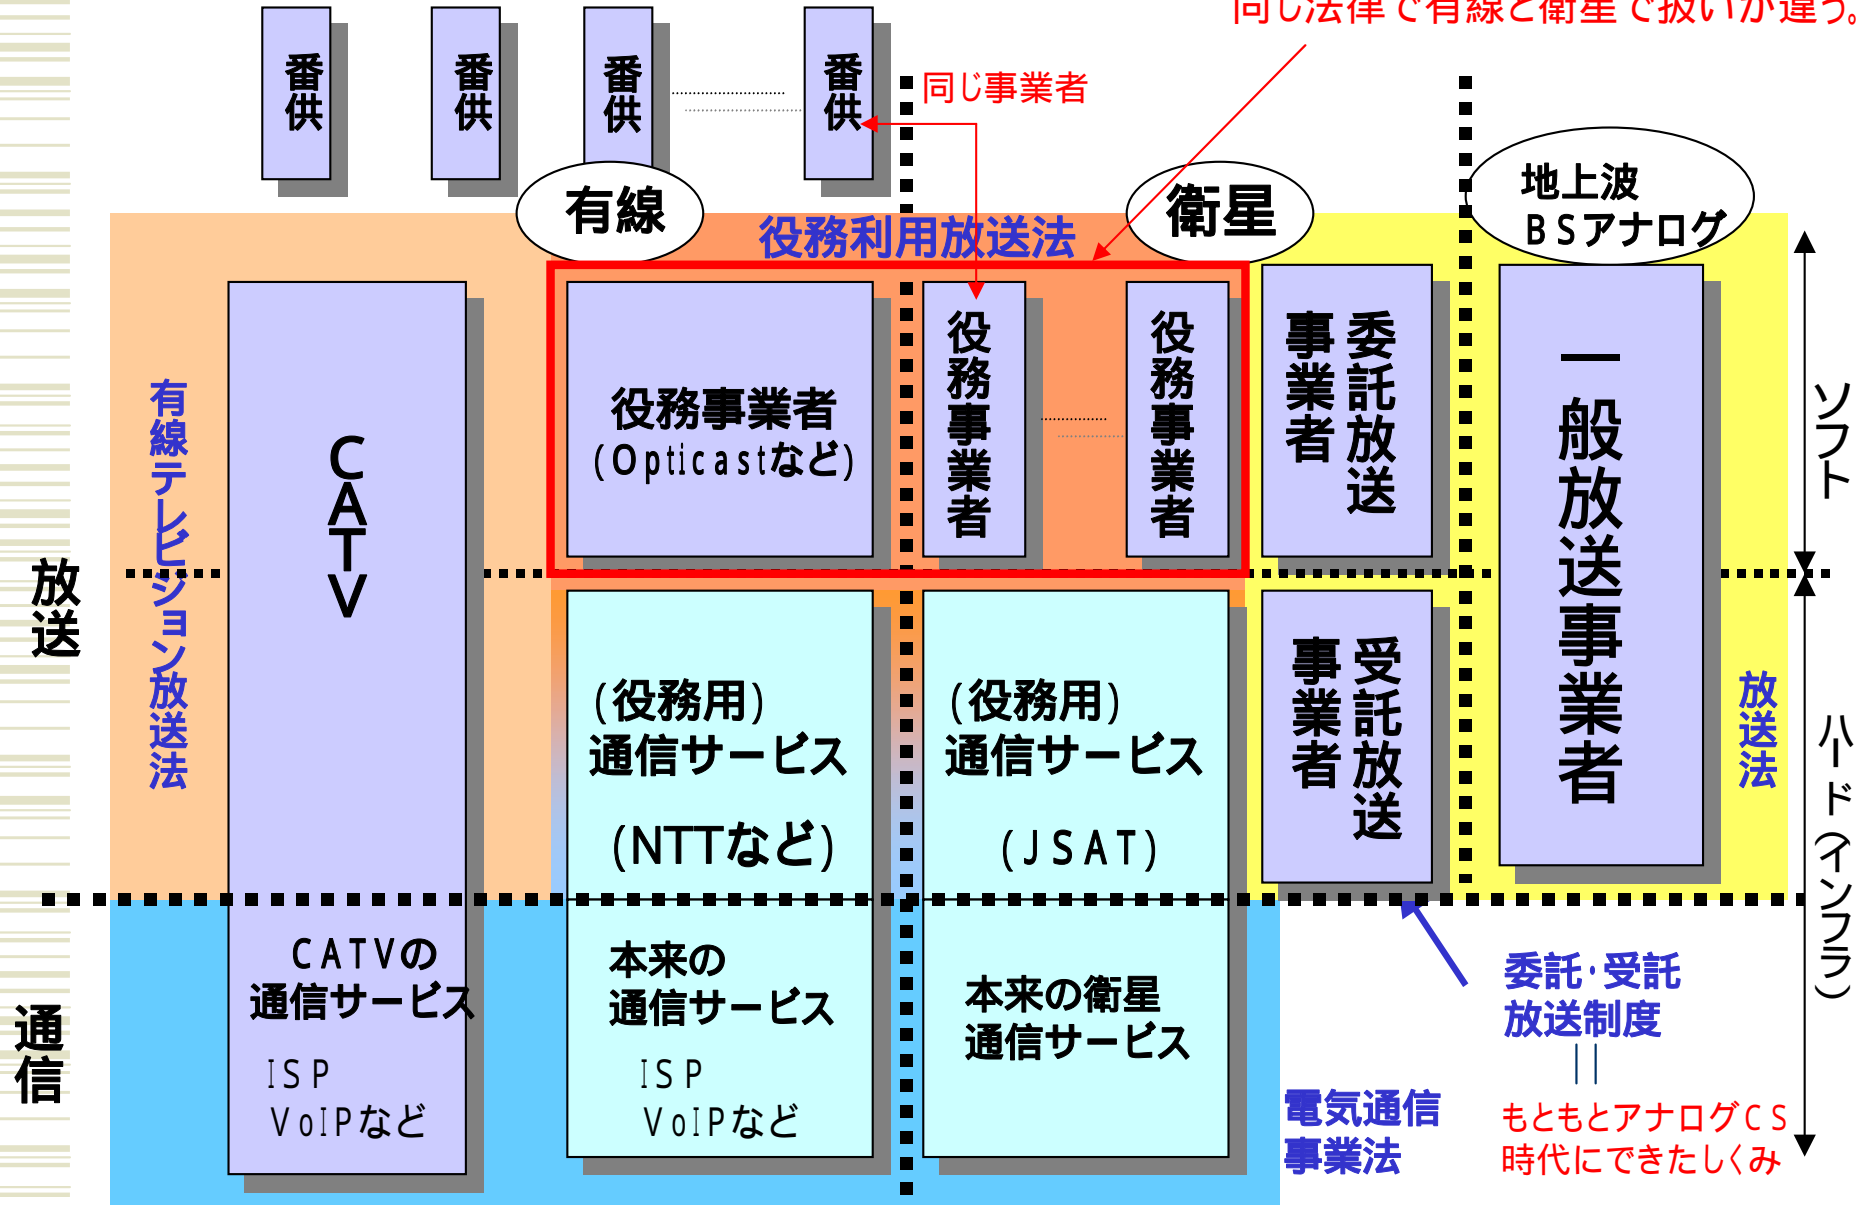 同じ法律で有線と衛星で扱いが違う。
番供
番供
番供
番供
同じ事業者
有線
衛星
地上波
BSアナログ
役務利用放送法
有線テレビジョン放送法
CATV
役務事業者
(Opticastなど)
役務事業者
役務事業者
委託放送
事業者
一般放送事業者
ソフト
放送
(役務用)
通信サービス
(NTTなど)
(役務用)
通信サービス
(JSAT)
受託放送
事業者
放送法
ハード(インフラ)
通信
CATVの
通信サービス
ISP
VoIPなど
本来の
通信サービス
ISP
VoIPなど
本来の衛星
通信サービス
電気通信
事業法
委託・受託
放送制度
もともとアナログCS
時代にできたしくみ